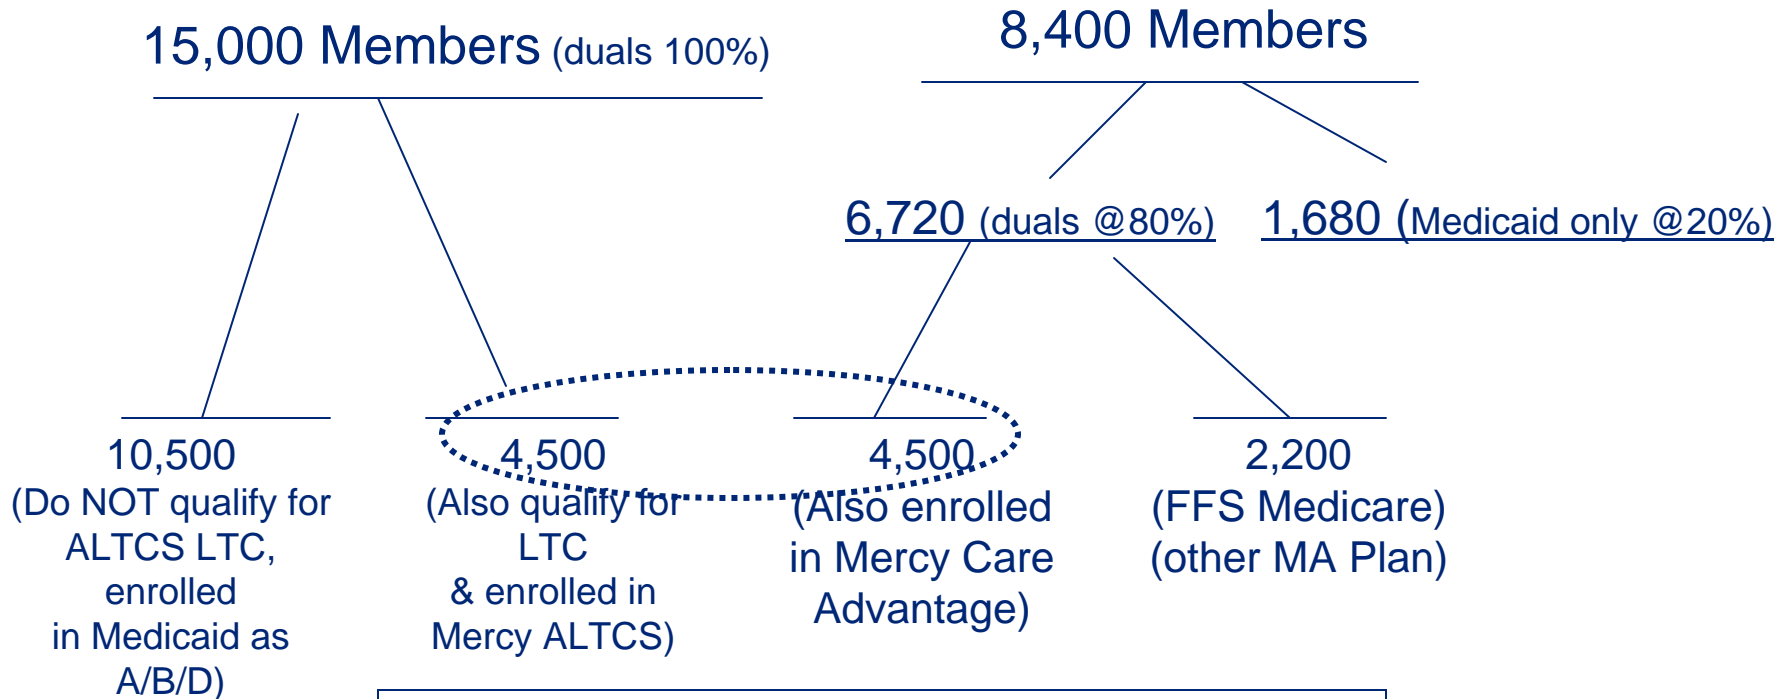 15,000 Members (duals 100%)
8,400 Members
6,720 (duals @80%)
1,680 (Medicaid only @20%)
10,500
(Do NOT qualify for
ALTCS LTC,
enrolled
in Medicaid as
A/B/D)
4,500
(Also qualify for
LTC
& enrolled in
Mercy ALTCS)
4,500
(Also enrolled
in Mercy Care
Advantage)
2,200
(FFS Medicare)
(other MA Plan)